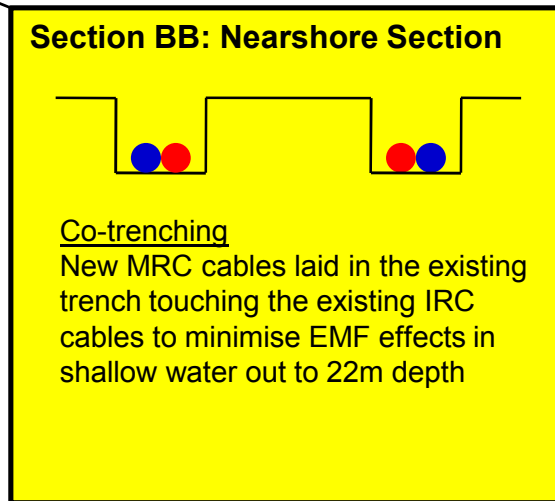 Section BB: Nearshore Section
Co-trenching
New MRC cables laid in the existing
trench touching the existing IRC
cables to minimise EMF effects in
shallow water out to 22m depth